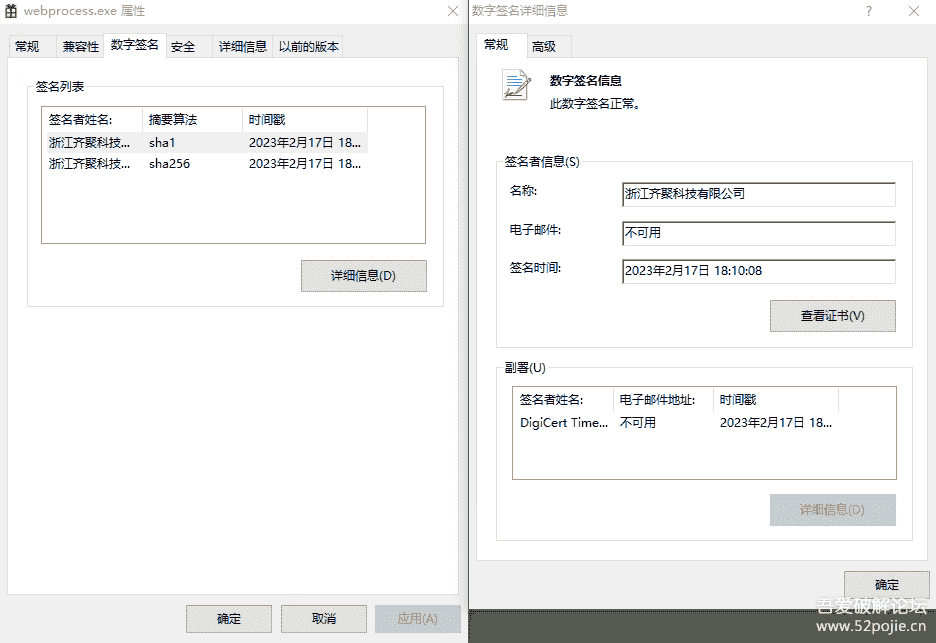 webprocess.exe 属性
常规 兼容性 数字签名 安全 详细信息 以前的版本
签名列表
签名者姓名: 摘要算法 时间戳
浙江齐聚科技... sha1 2023年2月17日 18...
浙江齐聚科技... sha256 2023年2月17日 18...
详细信息(D)
确定 取消 应用(A)
数字签名详细信息 ?
常规 高级
数字签名信息
此数字签名正常。
签名者信息(S)
名称: 浙江齐聚科技有限公司
电子邮件: 不可用
签名时间: 2023年2月17日 18:10:08
查看证书(V)
副署(U)
签名者姓名: 电子邮件地址: 时间戳
DigiCert Time... 不可用 2023年2月17日 18...
详细信息(D)
确定
吾爱破解论坛
www.52pojie.cn